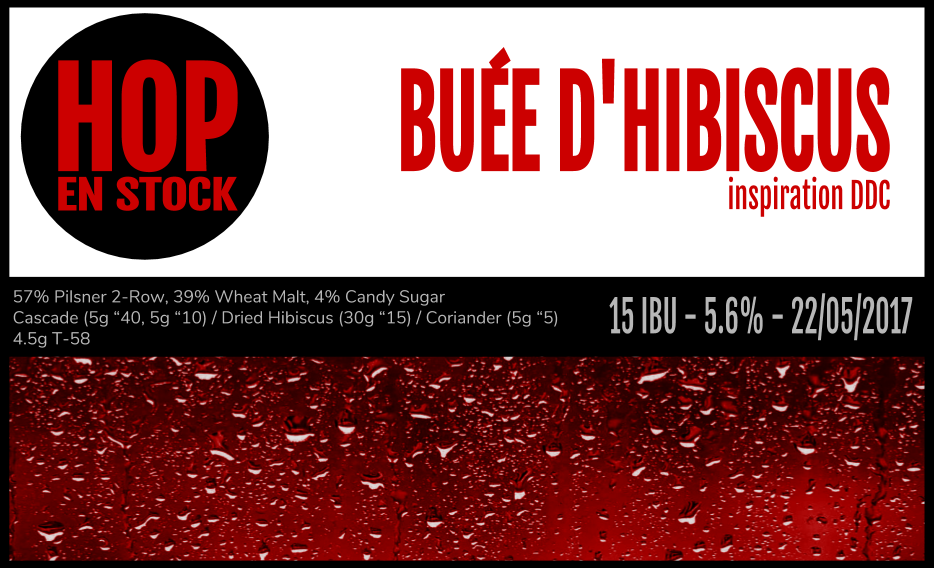 HOP
EN STOCK
BUÉE D'HIBISCUS
inspiration DDC
57% Pilsner 2-Row, 39% Wheat Malt, 4% Candy Sugar
Cascade (5g “40, 5g “10) / Dried Hibiscus (30g “15) / Coriander (5g “5)
4.5g T-58
15 IBU - 5.6% - 22/05/2017